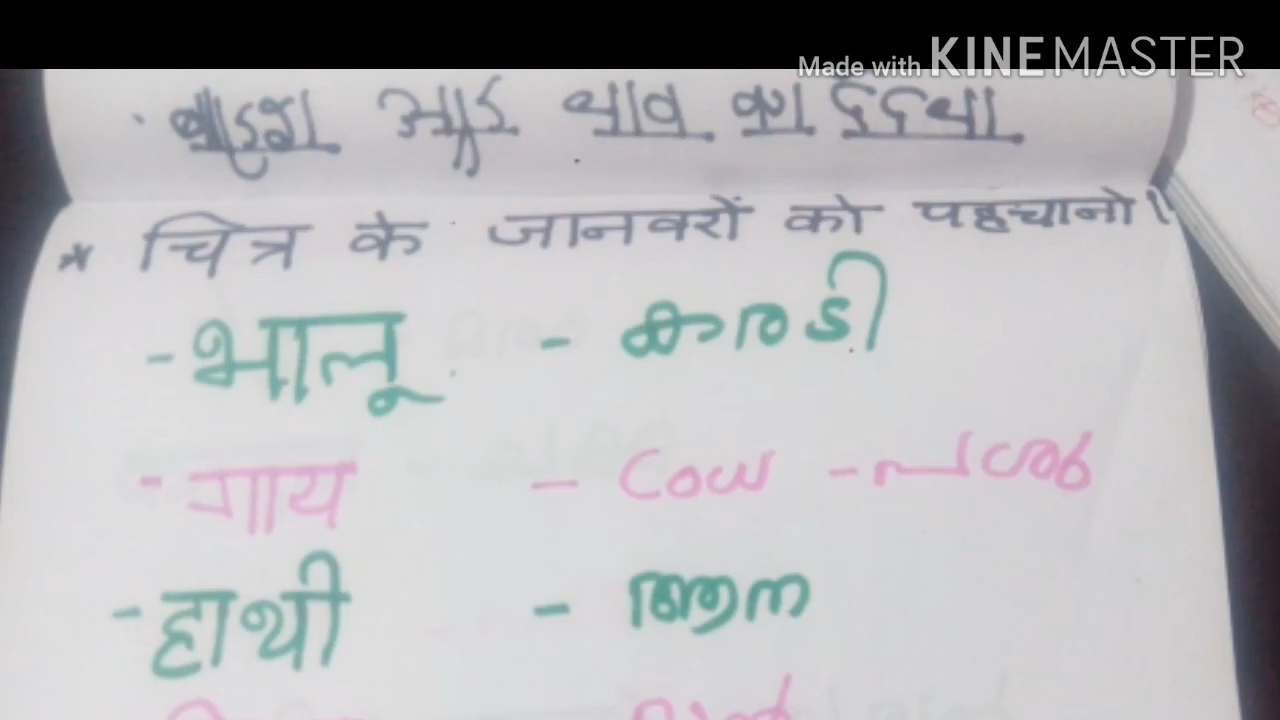 Made with KINEMASTER
* चित्र के जानवरों को पहचानो।
- भालू - കരടി
- गाय - Cow - പശു
- हाथी - ആന